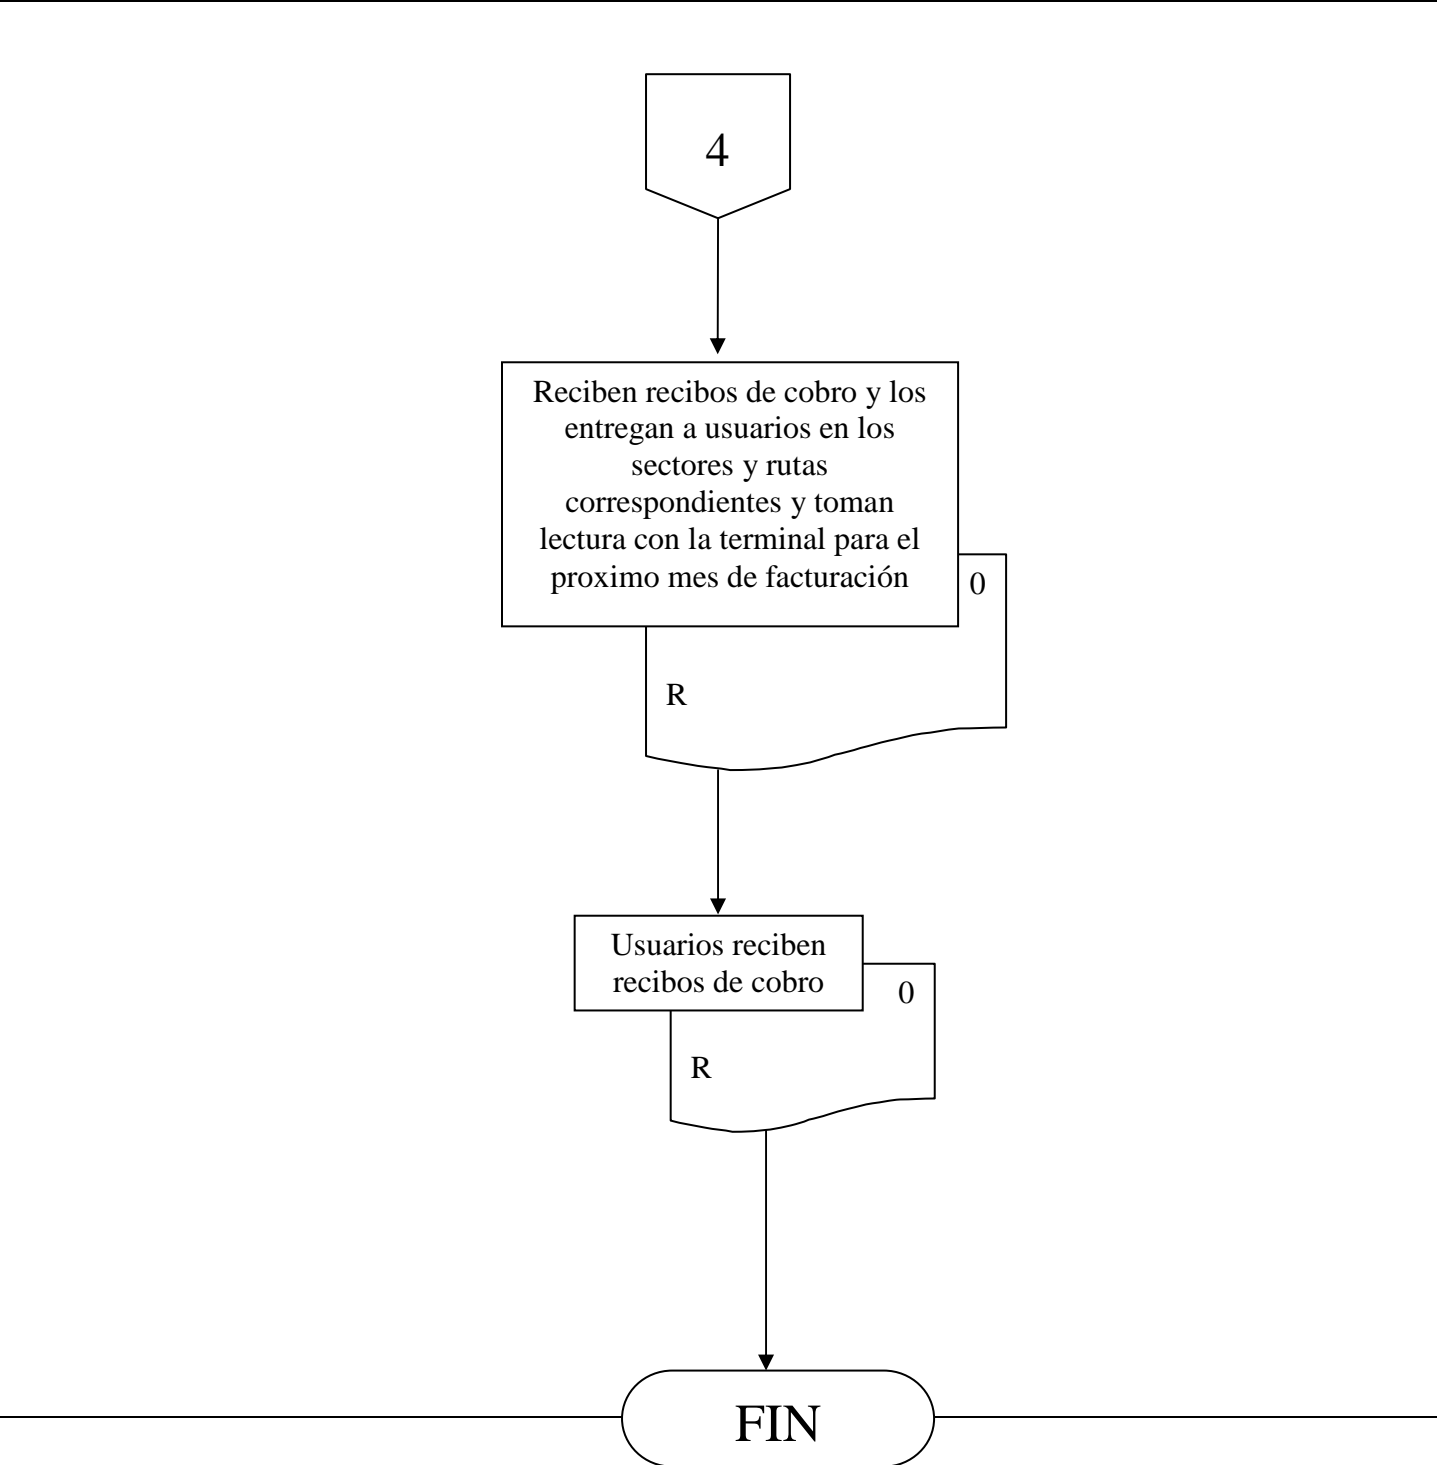 4
Reciben recibos de cobro y los
entregan a usuarios en los
sectores y rutas
correspondientes y toman
lectura con la terminal para el
proximo mes de facturación
0
R
Usuarios reciben
recibos de cobro
0
R
FIN